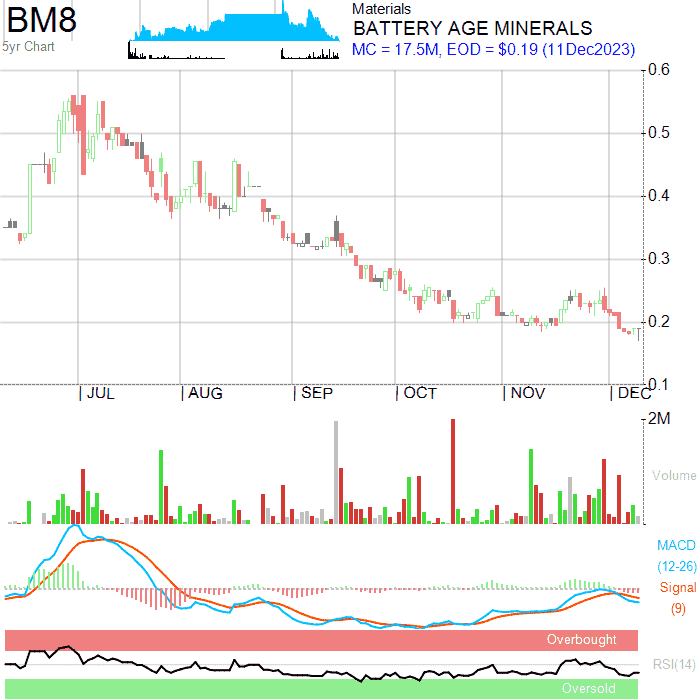 BM8
5yr Chart
Materials
BATTERY AGE MINERALS
MC = 17.5M, EOD = $0.19 (11Dec2023)
0.6
0.5
0.4
0.3
0.2
0.1
JUL AUG SEP OCT NOV DEC
2M
Volume
MACD
(12-26)
Signal
(9)
Overbought
RSI(14)
Oversold